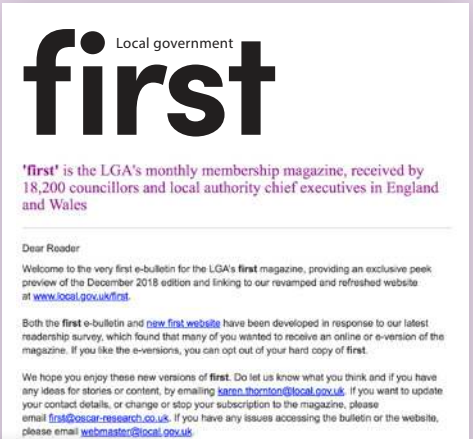 Local government
first
'first' is the LGA's monthly membership magazine, received by
18,200 councillors and local authority chief executives in England
and Wales
Dear Reader
Welcome to the very first e-bulletin for the LGA's first magazine, providing an exclusive peek
preview of the December 2018 edition and linking to our revamped and refreshed website
at www.local.gov.uk/first.
Both the first e-bulletin and new first website have been developed in response to our latest
readership survey, which found that many of you wanted to receive an online or e-version of the
magazine. If you like the e-versions, you can opt out of your hard copy of first.
We hope you enjoy these new versions of first. Do let us know what you think and if you have
any ideas for stories or content, by emailing karen.thornton@local.gov.uk. If you want to update
your contact details, or change or stop your subscription to the magazine, please
email first@oscar-research.co.uk. If you have any issues accessing the bulletin or the website,
please email webmaster@local.gov.uk.